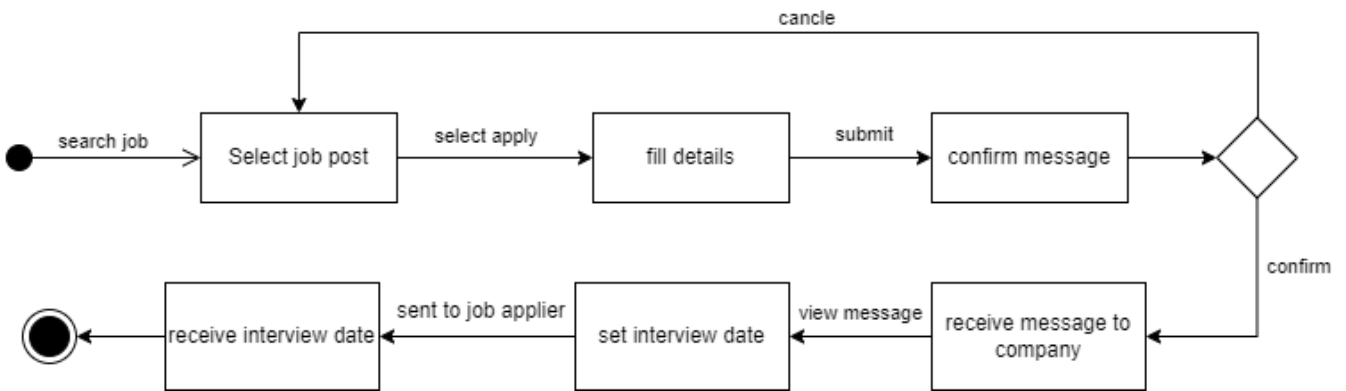 cancle
search job
Select job post
select apply
fill details
submit
confirm message
confirm
receive interview date
sent to job applier
set interview date
view message
receive message to
company